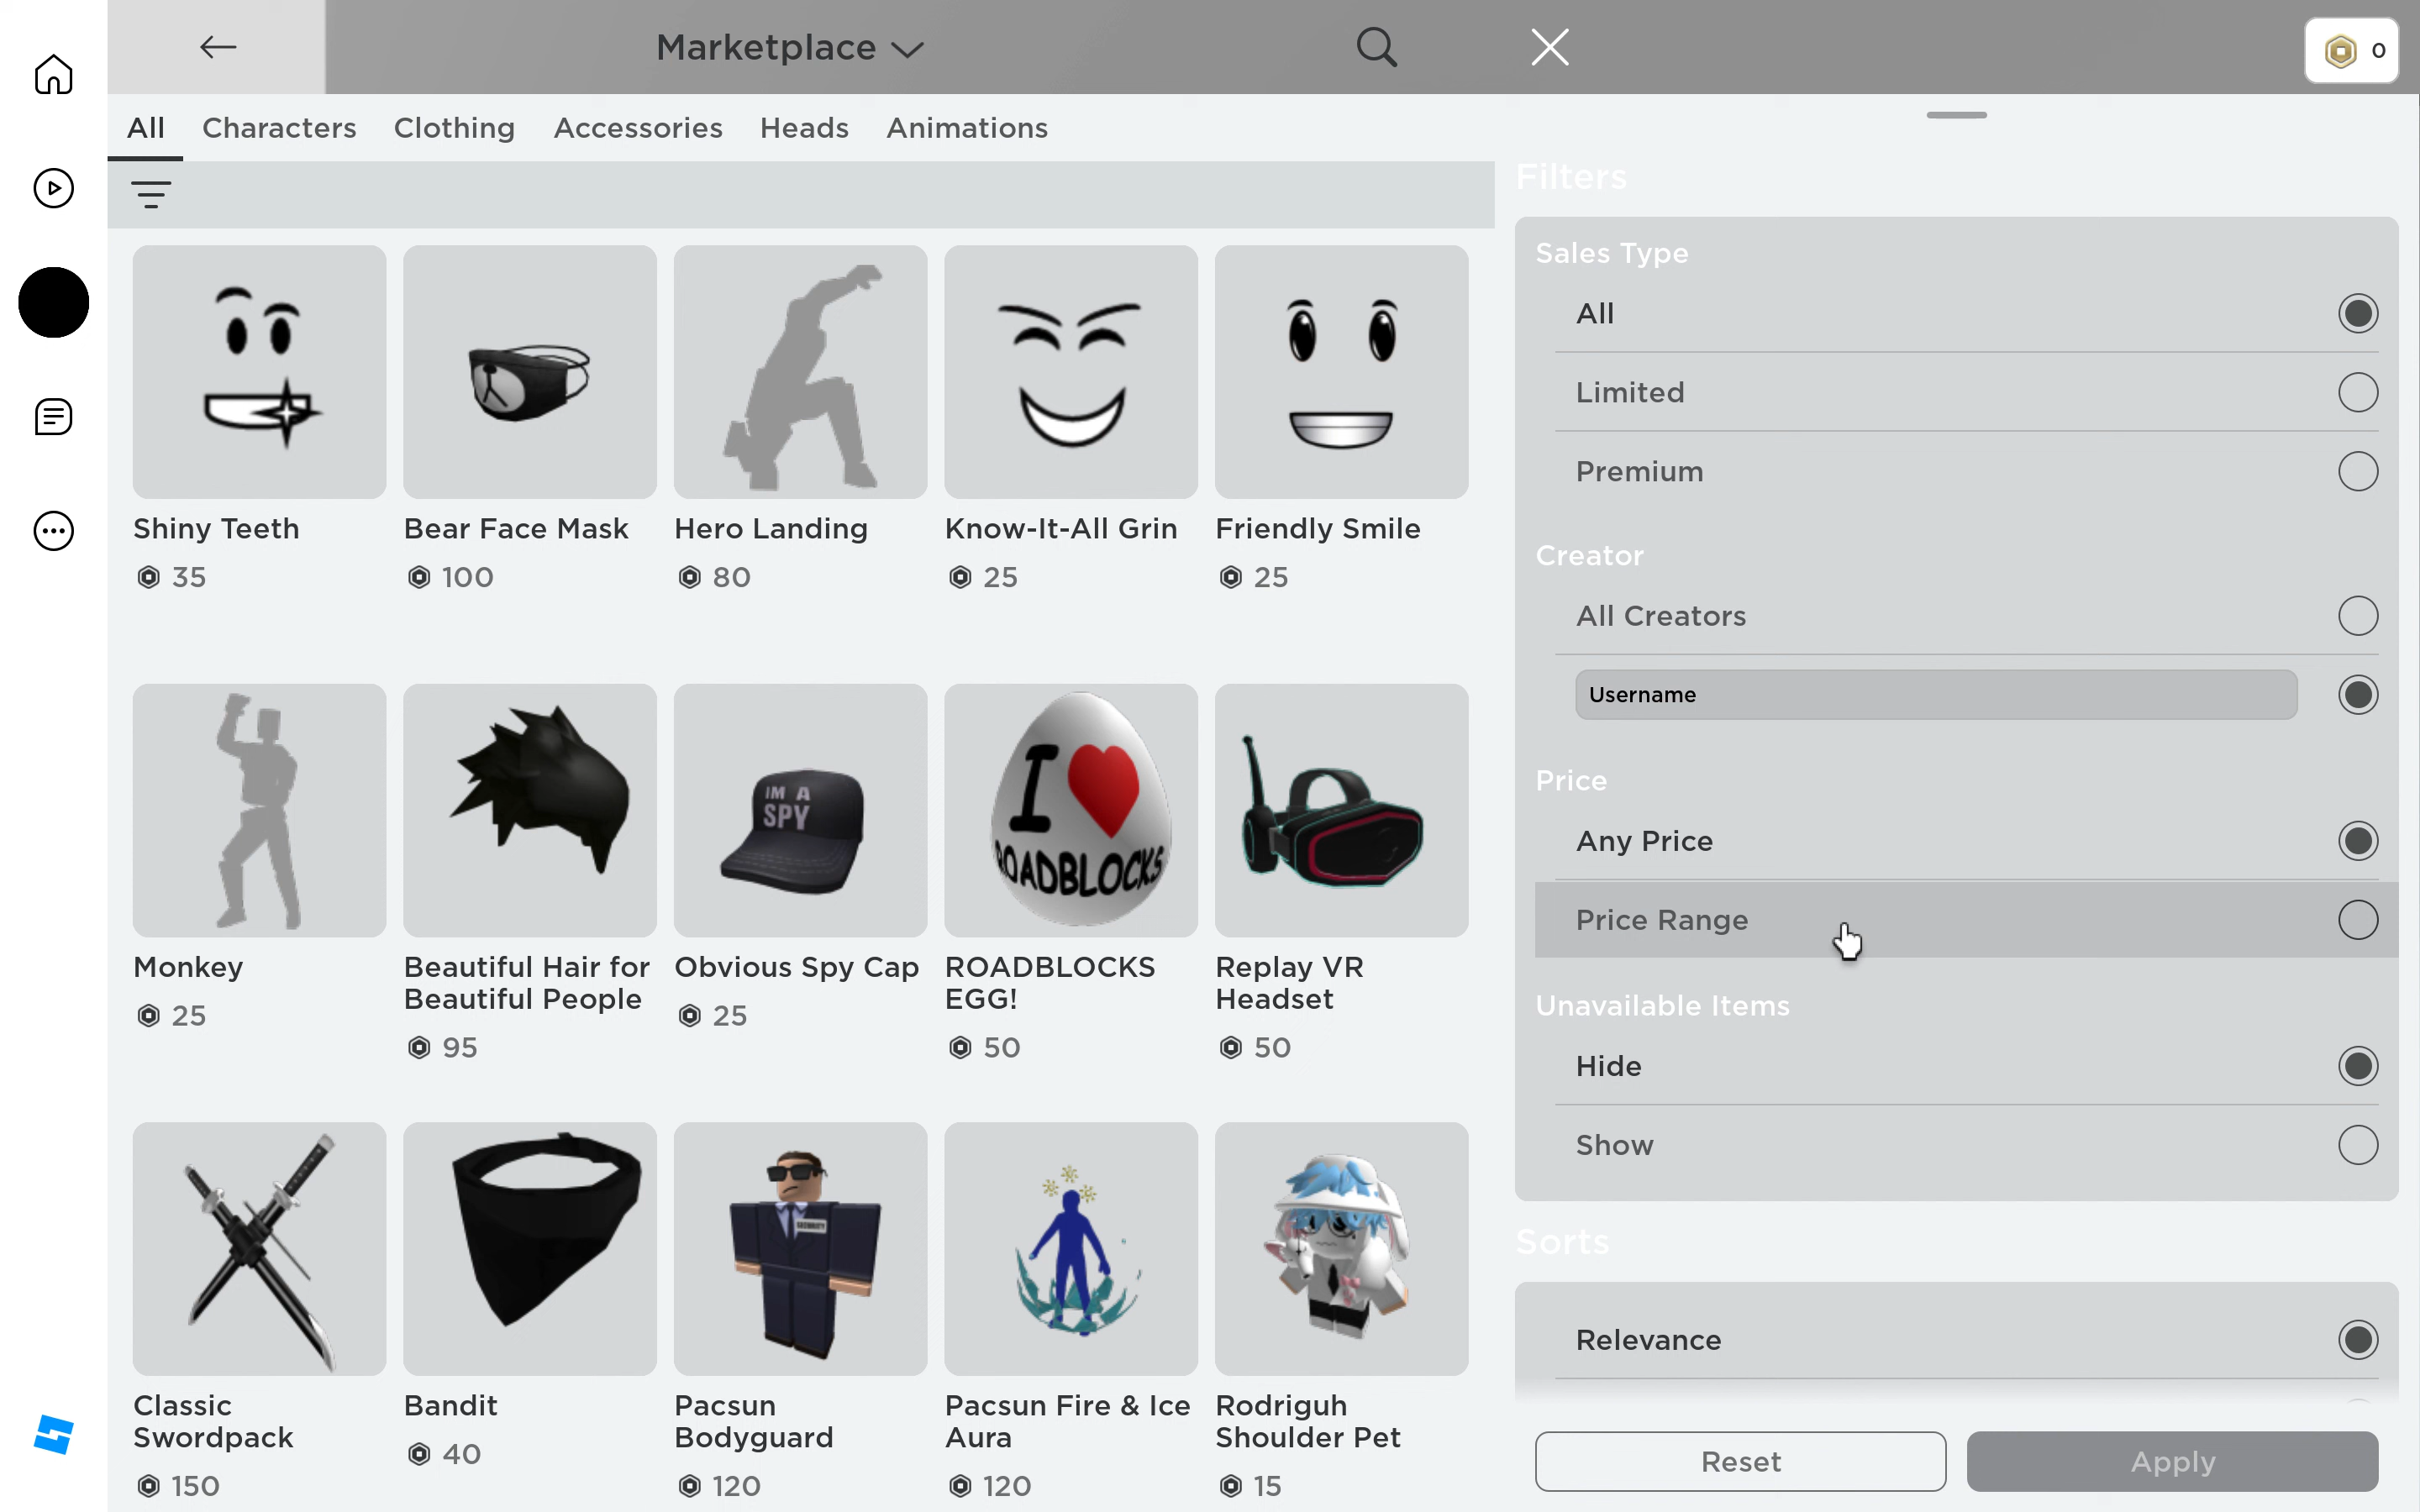 Marketplace
0
All Characters Clothing Accessories Heads Animations
Shiny Teeth
35
Bear Face Mask
100
Hero Landing
80
Know-It-All Grin
25
Friendly Smile
25
Monkey
25
Beautiful Hair for
Beautiful People
95
IM A
SPY
Obvious Spy Cap
25
I
ROADBLOCKS
ROADBLOCKS
EGG!
50
Replay VR
Headset
50
Classic
Swordpack
150
Bandit
40
SECURITY
Pacsun
Bodyguard
120
Pacsun Fire & Ice
Aura
120
Rodriguh
Shoulder Pet
15
Filters
Sales Type
All
Limited
Premium
Creator
All Creators
Username
Price
Any Price
Price Range
Unavailable Items
Hide
Show
Sorts
Relevance
Reset
Apply